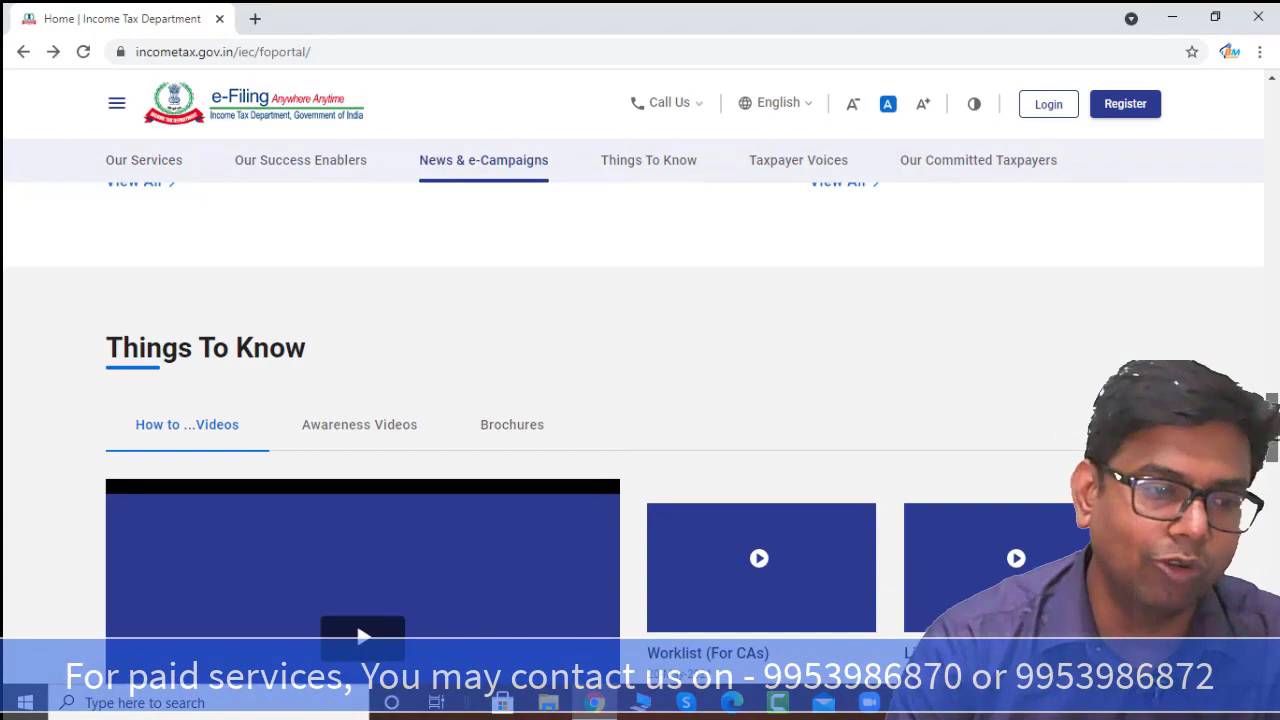 Home | Income Tax Department
incometax.gov.in/iec/foportal/
e-Filing Anywhere Anytime
Income Tax Department, Government of India
Call Us
English
A-
A
A+
Login
Register
Our Services
Our Success Enablers
News & e-Campaigns
Things To Know
Taxpayer Voices
Our Committed Taxpayers
View All
View All
Things To Know
How to ...Videos
Awareness Videos
Brochures
Worklist (For CAs)
For paid services, You may contact us on - 9953986870 or 9953986872
Type here to search